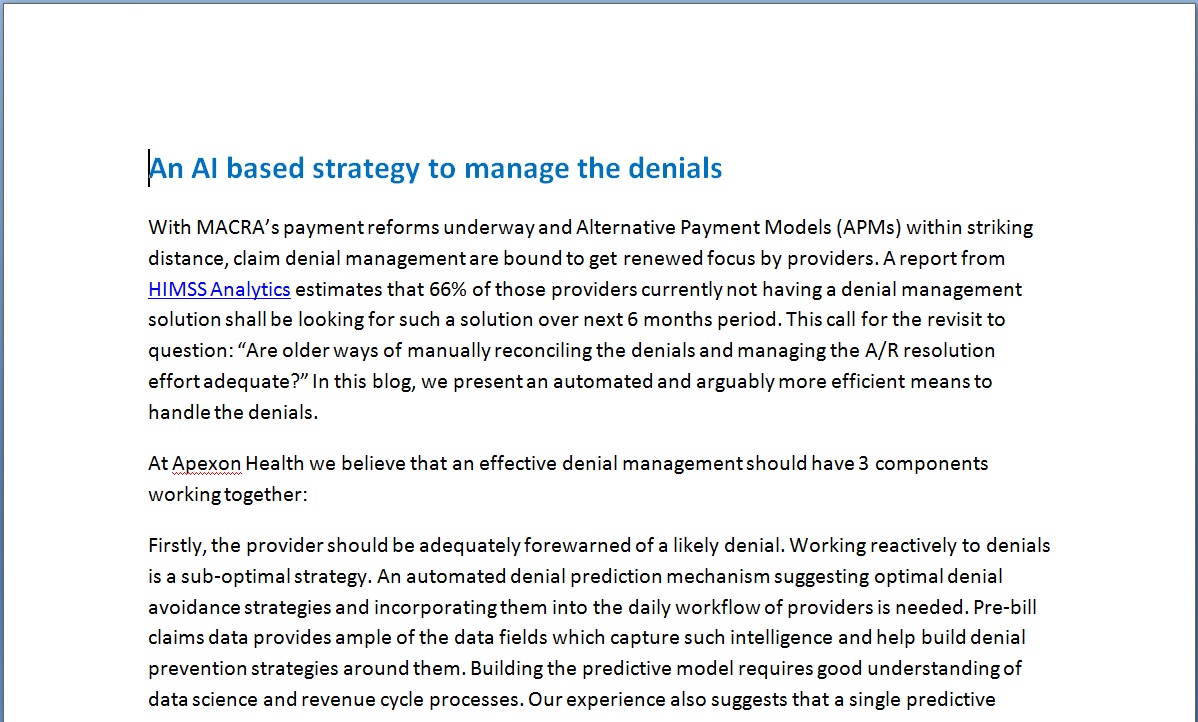 An AI based strategy to manage the denials
With MACRA’s payment reforms underway and Alternative Payment Models (APMs) within striking
distance, claim denial management are bound to get renewed focus by providers. A report from
HIMSS Analytics estimates that 66% of those providers currently not having a denial management
solution shall be looking for such a solution over next 6 months period. This call for the revisit to
question: “Are older ways of manually reconciling the denials and managing the A/R resolution
effort adequate?” In this blog, we present an automated and arguably more efficient means to
handle the denials.
At Apexon Health we believe that an effective denial management should have 3 components
working together:
Firstly, the provider should be adequately forewarned of a likely denial. Working reactively to denials
is a sub-optimal strategy. An automated denial prediction mechanism suggesting optimal denial
avoidance strategies and incorporating them into the daily workflow of providers is needed. Pre-bill
claims data provides ample of the data fields which capture such intelligence and help build denial
prevention strategies around them. Building the predictive model requires good understanding of
data science and revenue cycle processes. Our experience also suggests that a single predictive